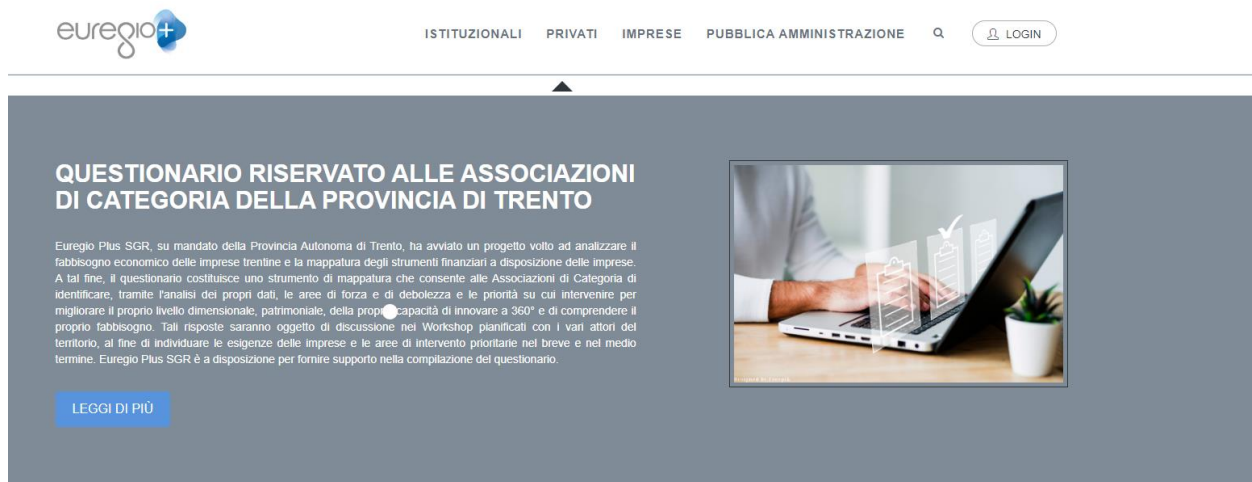 euregio+
ISTITUZIONALI PRIVATI IMPRESE PUBBLICA AMMINISTRAZIONE LOGIN
QUESTIONARIO RISERVATO ALLE ASSOCIAZIONI
DI CATEGORIA DELLA PROVINCIA DI TRENTO
Euregio Plus SGR, su mandato della Provincia Autonoma di Trento, ha avviato un progetto volto ad analizzare il
fabbisogno economico delle imprese trentine e la mappatura degli strumenti finanziari a disposizione delle imprese.
A tal fine, il questionario costituisce uno strumento di mappatura che consente alle Associazioni di Categoria di
identificare, tramite l'analisi dei propri dati, le aree di forza e di debolezza e le priorità su cui intervenire per
migliorare il proprio livello dimensionale, patrimoniale, della propria capacità di innovare a 360° e di comprendere il
proprio fabbisogno. Tali risposte saranno oggetto di discussione nei Workshop pianificati con i vari attori del
territorio, al fine di individuare le esigenze delle imprese e le aree di intervento prioritarie nel breve e nel medio
termine. Euregio Plus SGR è a disposizione per fornire supporto nella compilazione del questionario.
LEGGI DI PIÙ